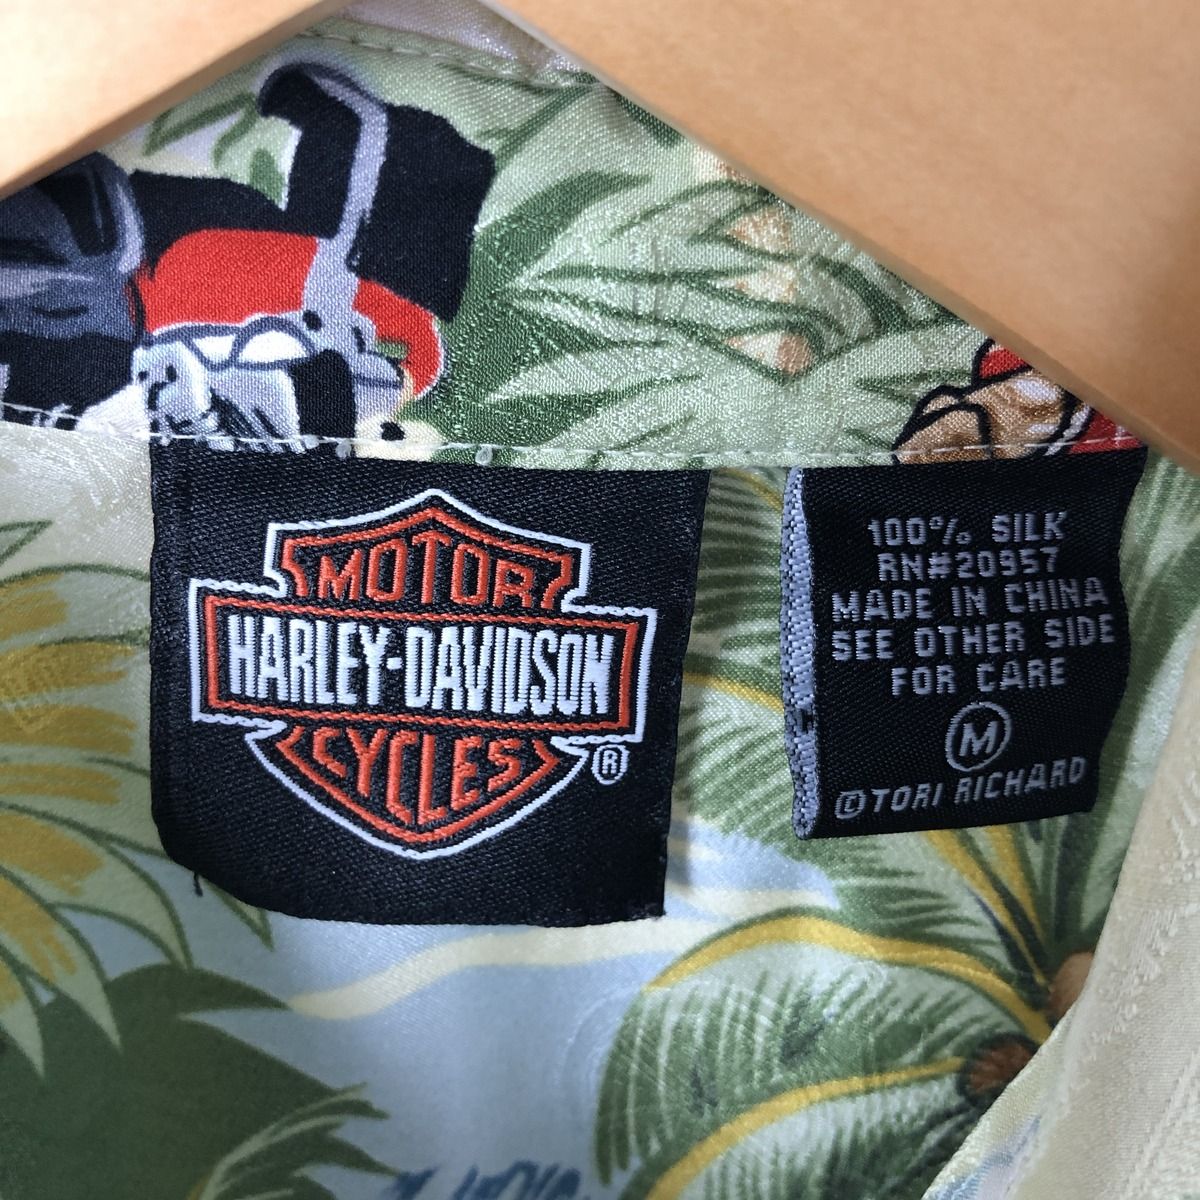 MOTOR
HARLEY-DAVIDSON
CYCLES
®
100% SILK
RN#20957
MADE IN CHINA
SEE OTHER SIDE
FOR CARE
M
©TORI RICHARD